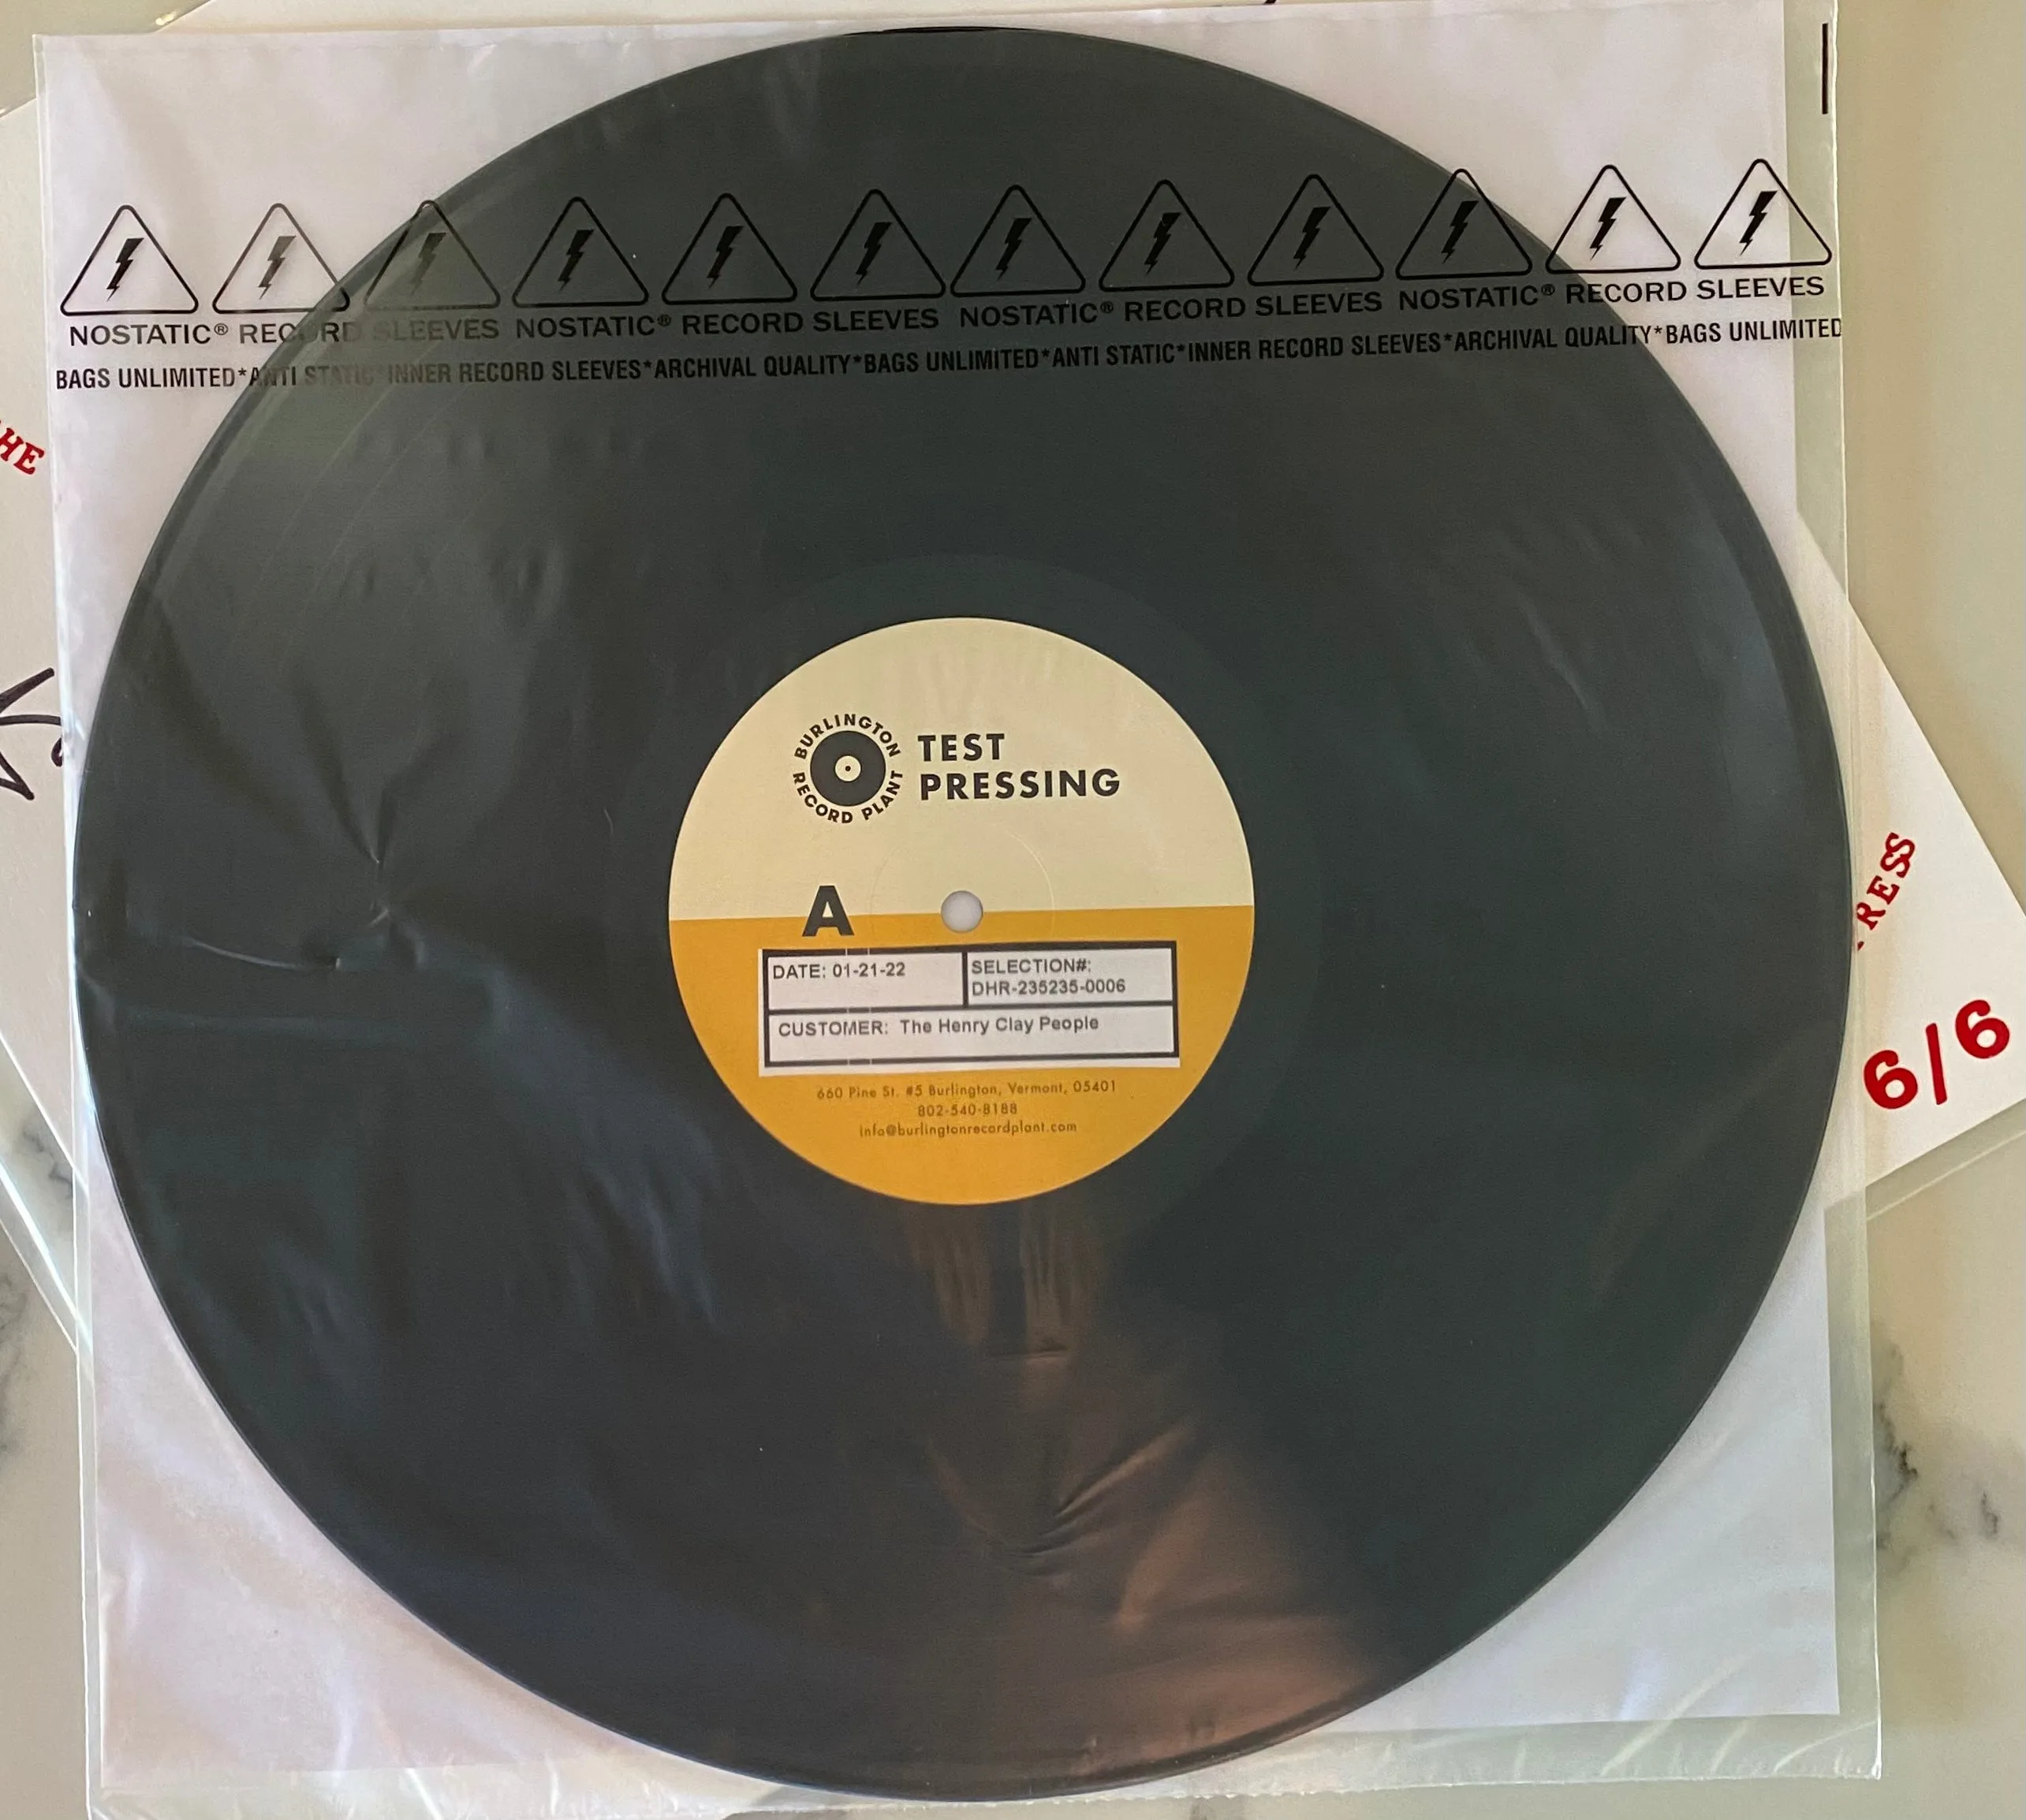 NOSTATIC® RECORD SLEEVES NOSTATIC® RECORD SLEEVES NOSTATIC® RECORD SLEEVES NOSTATIC® RECORD SLEEVES
BAGS UNLIMITED*ANTI STATIC*INNER RECORD SLEEVES*ARCHIVAL QUALITY*BAGS UNLIMITED*ANTI STATIC*INNER RECORD SLEEVES*ARCHIVAL QUALITY*BAGS UNLIMITED
HE
BURLINGTON RECORD PLANT
TEST
PRESSING
A
DATE: 01-21-22
SELECTION#:
DHR-235235-0006
CUSTOMER: The Henry Clay People
660 Pine St. #5 Burlington, Vermont, 05401
802-540-8188
info@burlingtonrecordplant.com
RESS
6/6